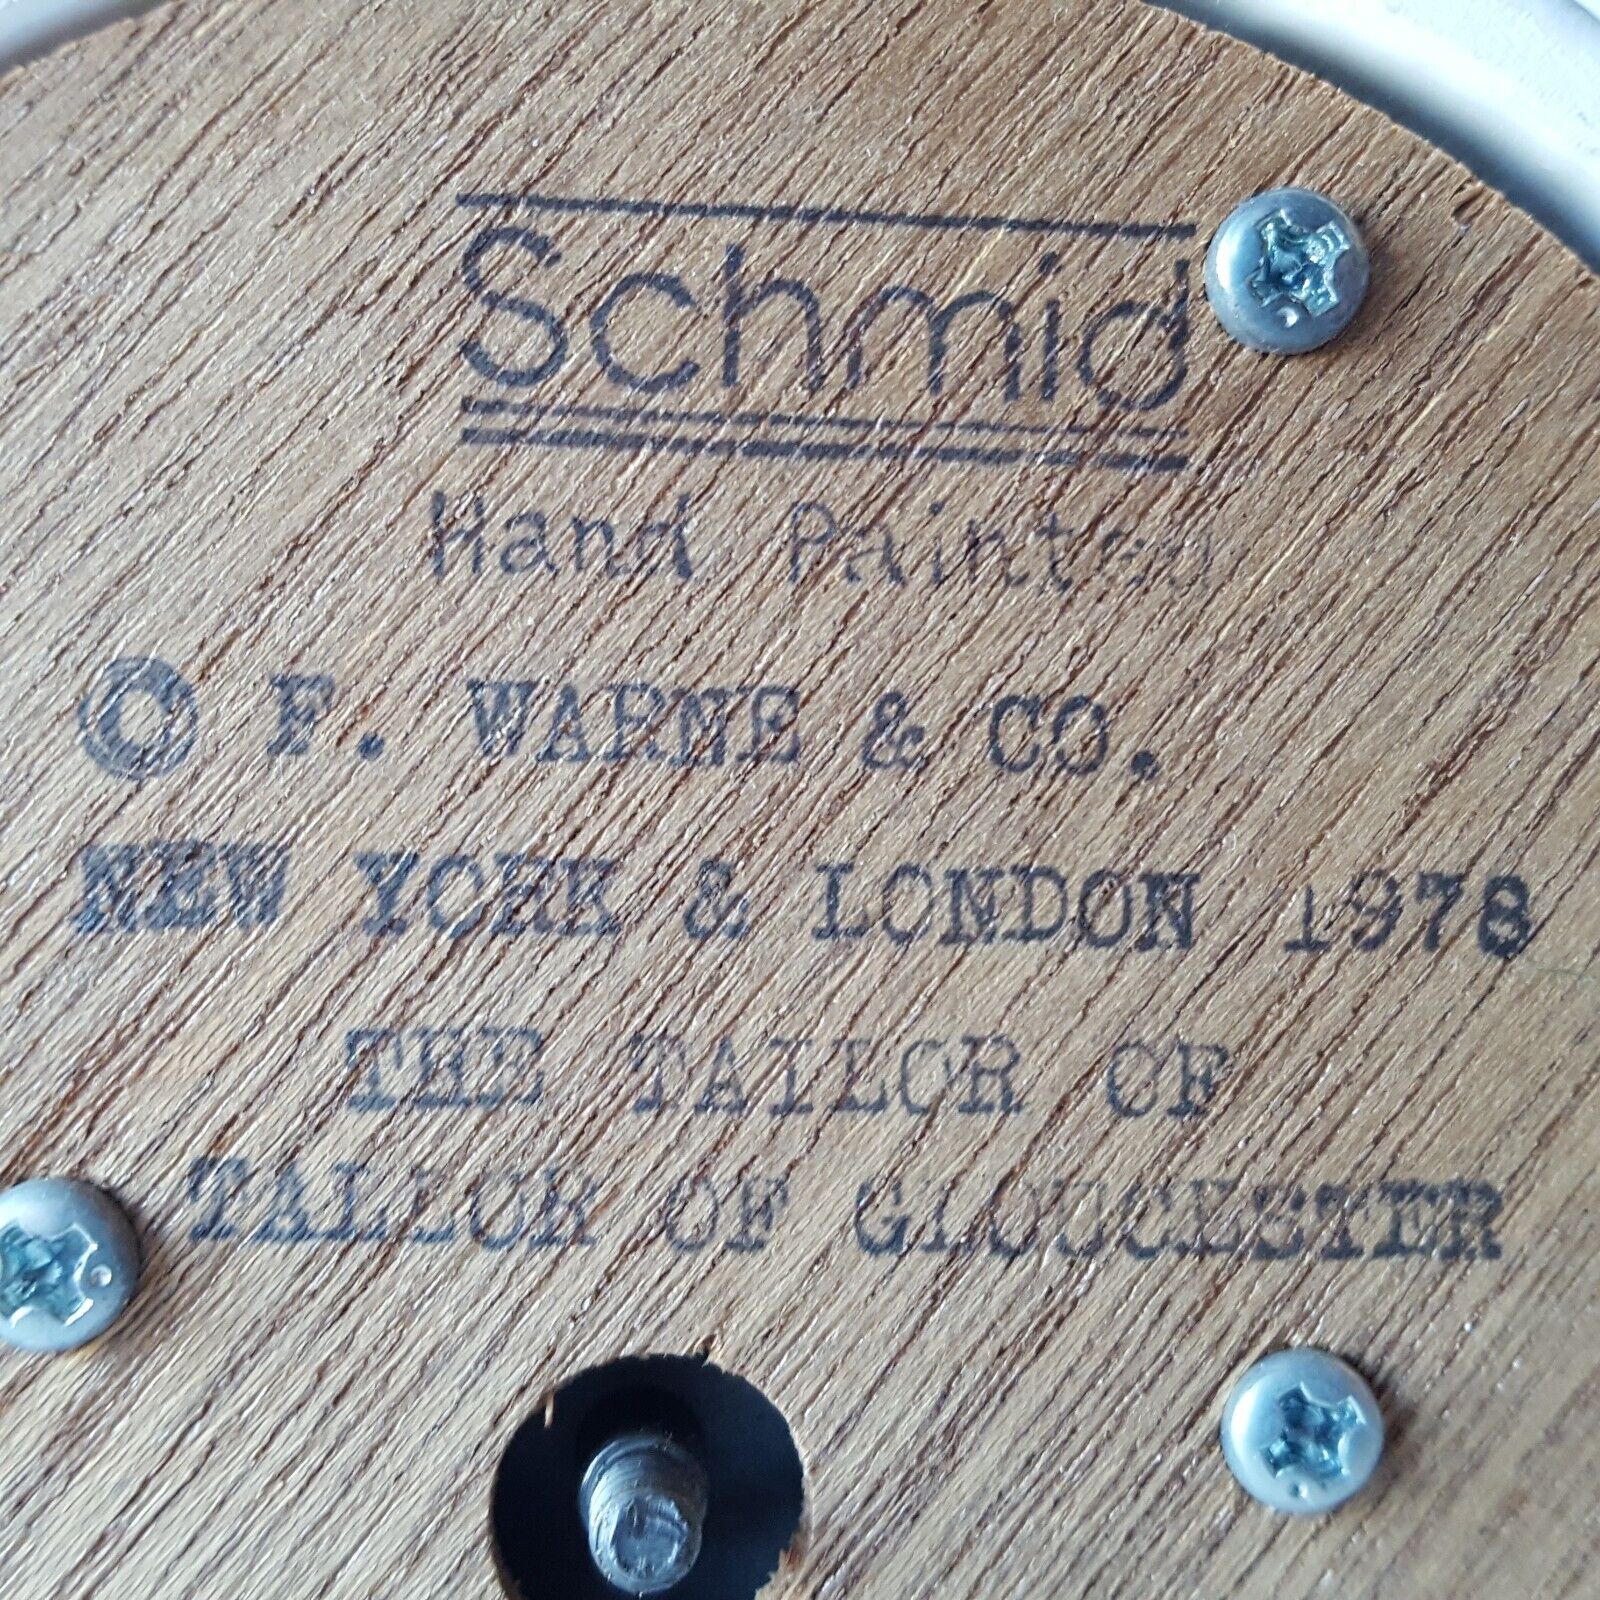 Schmid
Hand Painted
© F. WARNE & CO.
NEW YORK & LONDON 1978
THE TAILOR OF
TAILOR OF GLOUCESTER